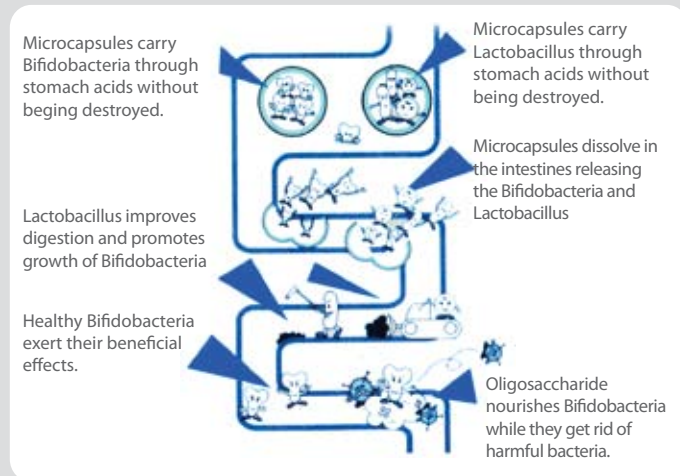 Microcapsules carry
Bifidobacteria through
stomach acids without
beging destroyed.
Microcapsules carry
Lactobacillus through
stomach acids without
being destroyed.
Microcapsules dissolve in
the intestines releasing
the Bifidobacteria and
Lactobacillus
Lactobacillus improves
digestion and promotes
growth of Bifidobacteria
Healthy Bifidobacteria
exert their beneficial
effects.
Oligosaccharide
nourishes Bifidobacteria
while they get rid of
harmful bacteria.